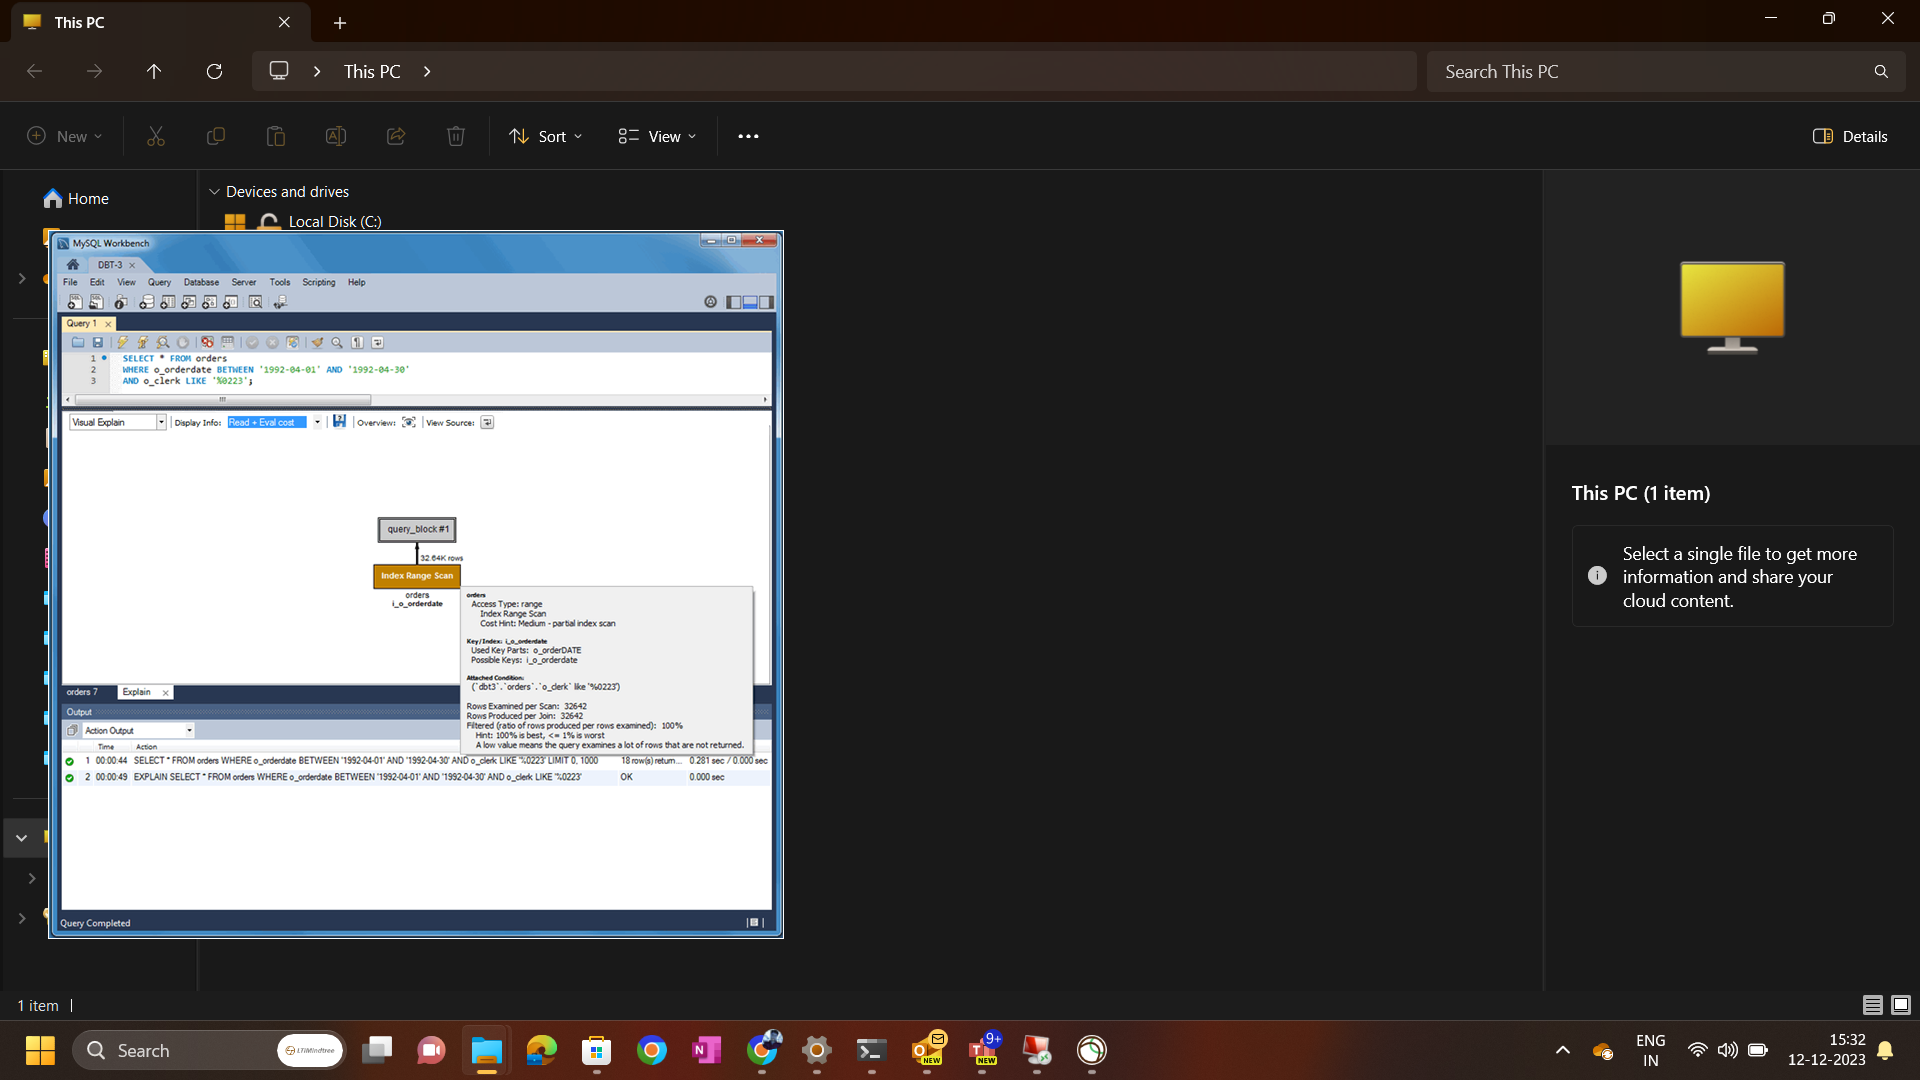 This PC
This PC
Search This PC
New
Sort
View
Details
Home
Devices and drives
Local Disk (C:)
MySQL Workbench
DBT-3
File Edit View Query Database Server Tools Scripting Help
Query 1
1 SELECT * FROM orders
2 WHERE o_orderdate BETWEEN '1992-04-01' AND '1992-04-30'
3 AND o_clerk LIKE '%0223';
Visual Explain Display Info: Read + Eval cost Overview: View Source:
query_block #1
32.64K rows
Index Range Scan
orders
i_o_orderdate
orders
Access Type: range
Index Range Scan
Cost Hint: Medium - partial index scan
Key/Index: i_o_orderdate
Used Key Parts: o_orderDATE
Possible Keys: i_o_orderdate
Attached Condition:
(`dbt3`.`orders`.`o_clerk` like '%0223')
Rows Examined per Scan: 32642
Rows Produced per Join: 32642
Filtered (ratio of rows produced per rows examined): 100%
Hint: 100% is best, <= 1% is worst
A low value means the query examines a lot of rows that are not returned.
orders 7 Explain
Output
Action Output
Time Action
1 00:00:44 SELECT * FROM orders WHERE o_orderdate BETWEEN '1992-04-01' AND '1992-04-30' AND o_clerk LIKE '%0223' LIMIT 0, 1000 18 row(s) return... 0.281 sec / 0.000 sec
2 00:00:49 EXPLAIN SELECT * FROM orders WHERE o_orderdate BETWEEN '1992-04-01' AND '1992-04-30' AND o_clerk LIKE '%0223' OK 0.000 sec
Query Completed
This PC (1 item)
Select a single file to get more
information and share your
cloud content.
1 item
Search
LTIMindtree
NEW
9+
NEW
ENG
IN
15:32
12-12-2023